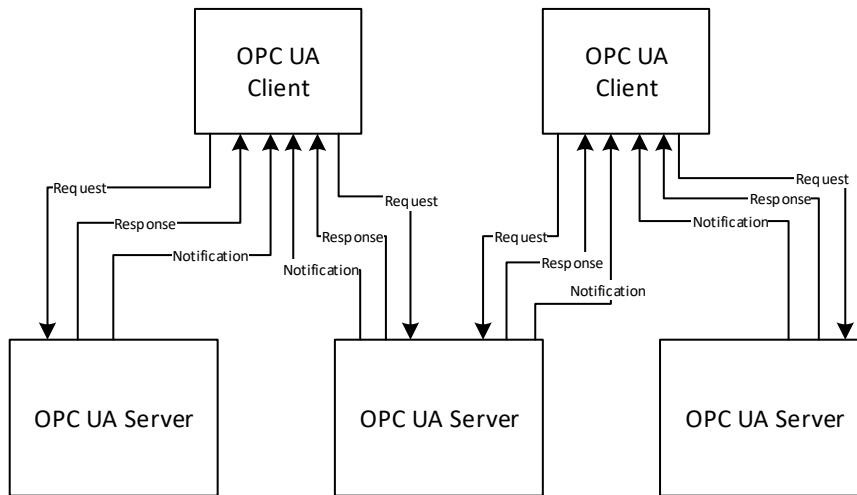 OPC UA
Client
OPC UA
Client
Request
Response
Notification
Request
Response
Notification
Request
Response
Notification
Request
Response
Notification
OPC UA Server
OPC UA Server
OPC UA Server